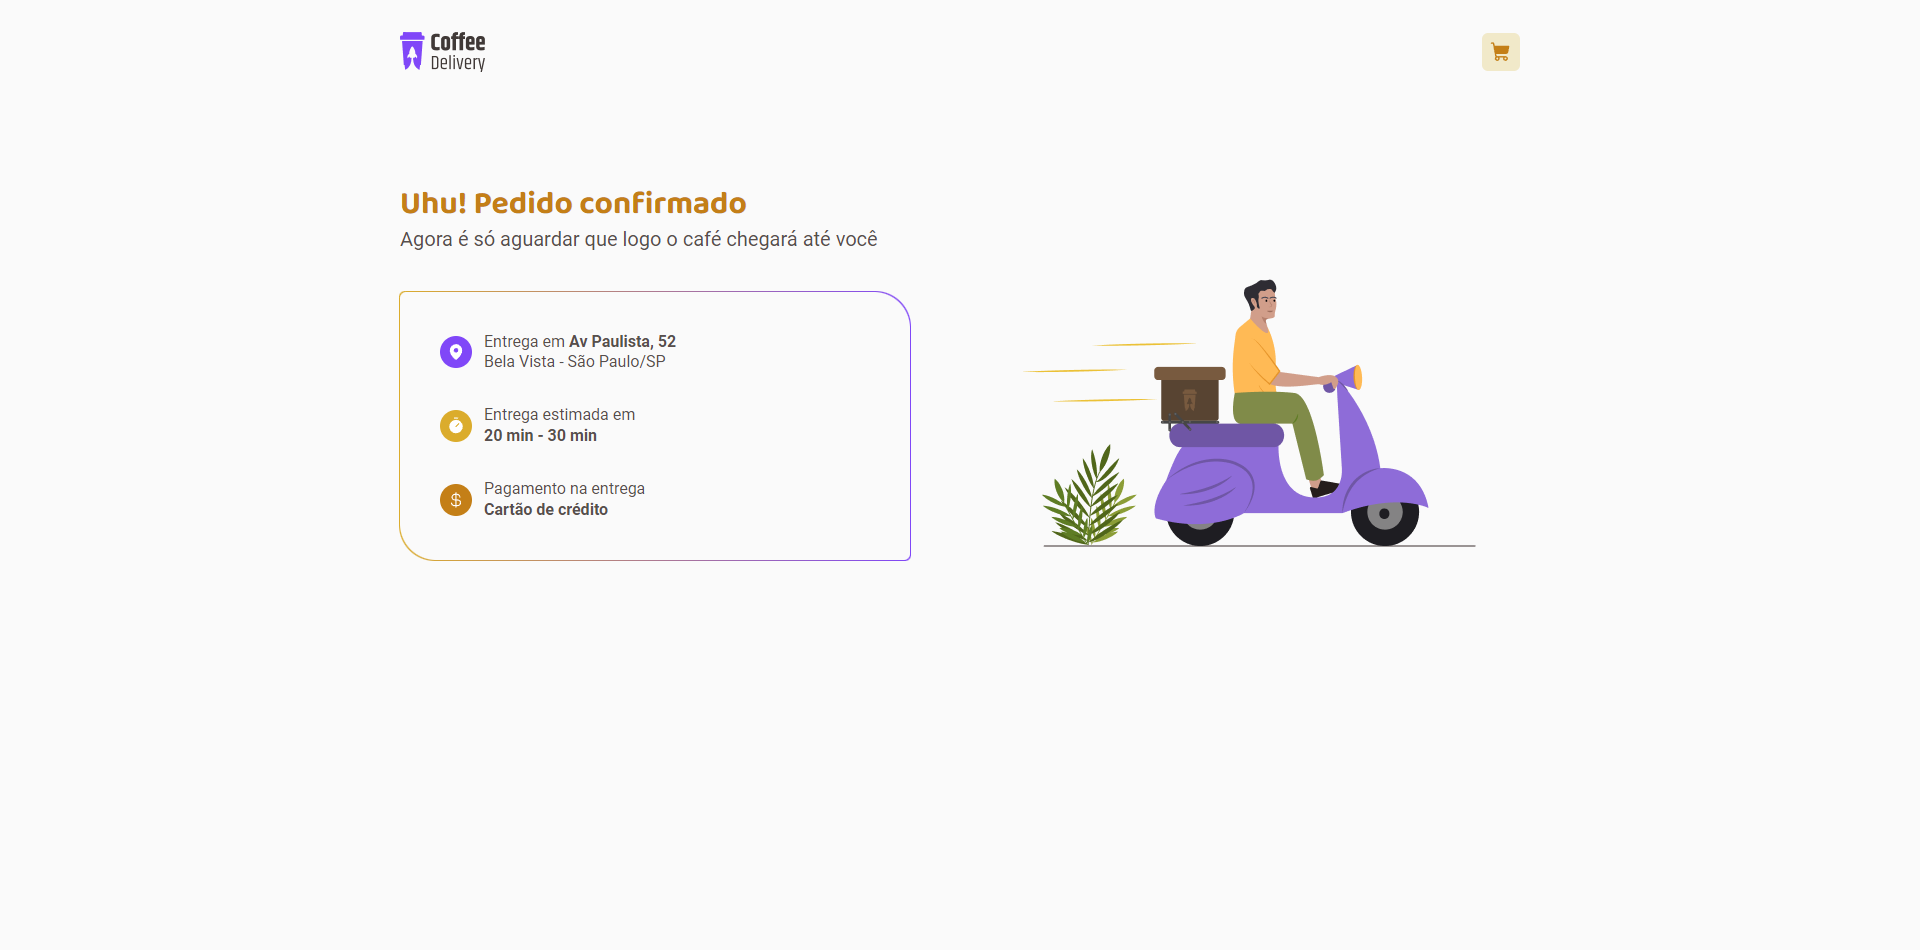 Coffee
Delivery
Uhu! Pedido confirmado
Agora é só aguardar que logo o café chegará até você
Entrega em Av Paulista, 52
Bela Vista - São Paulo/SP
Entrega estimada em
20 min - 30 min
Pagamento na entrega
Cartão de crédito